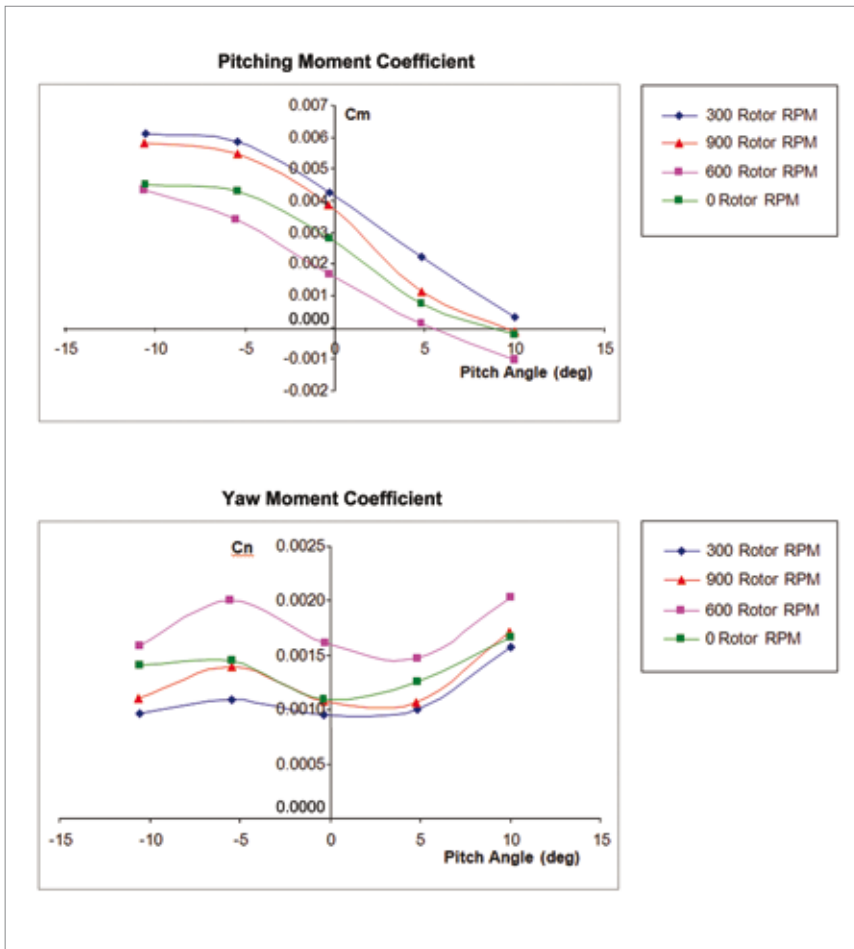 Pitching Moment Coefficient
Cm
0.007
0.006
0.005
0.004
0.003
0.002
0.001
0.000
-0.001
-0.002
-15
-10
-5
0
5
10
15
Pitch Angle (deg)
300 Rotor RPM
900 Rotor RPM
600 Rotor RPM
0 Rotor RPM
Yaw Moment Coefficient
Cn
0.0025
0.0020
0.0015
0.0010
0.0005
0.0000
-15
-10
-5
0
5
10
15
Pitch Angle (deg)
300 Rotor RPM
900 Rotor RPM
600 Rotor RPM
0 Rotor RPM